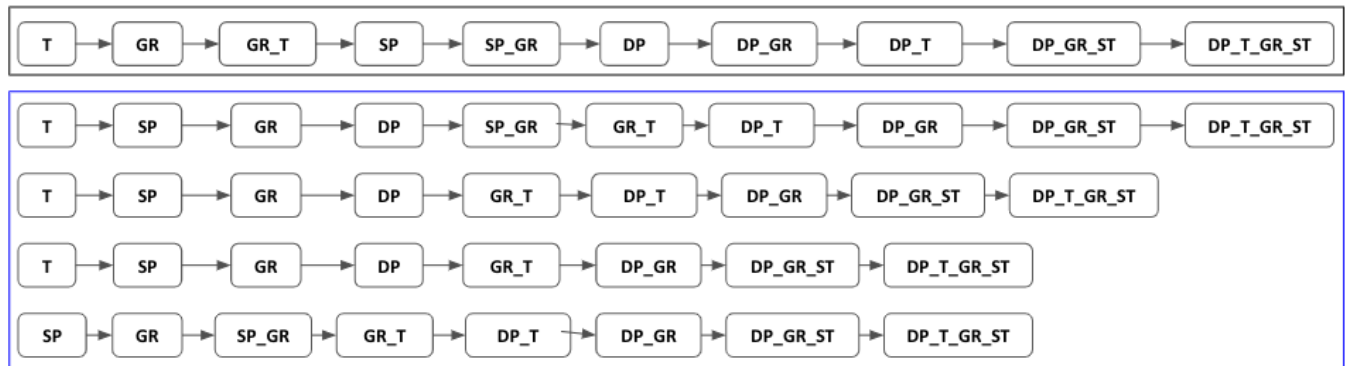 T GR GR_T SP SP_GR DP DP_GR DP_T DP_GR_ST DP_T_GR_ST
T SP GR DP SP_GR GR_T DP_T DP_GR DP_GR_ST DP_T_GR_ST
T SP GR DP GR_T DP_T DP_GR DP_GR_ST DP_T_GR_ST
T SP GR DP GR_T DP_GR DP_GR_ST DP_T_GR_ST
SP GR SP_GR GR_T DP_T DP_GR DP_GR_ST DP_T_GR_ST